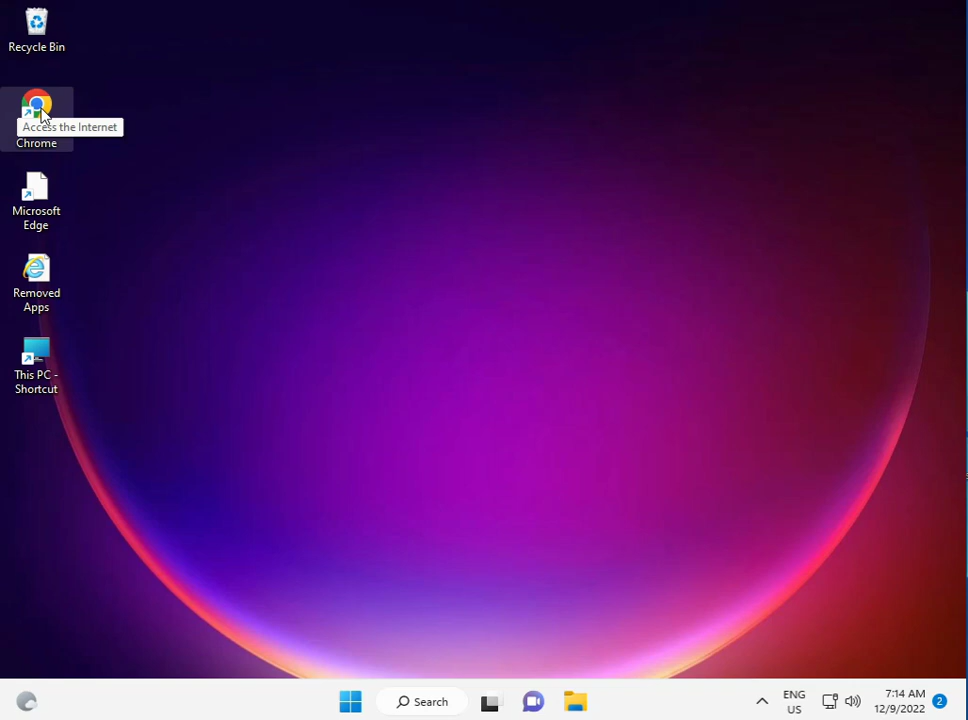 Recycle Bin
Access the Internet
Chrome
Microsoft
Edge
Removed
Apps
This PC -
Shortcut
Search
ENG
US
7:14 AM
12/9/2022
2